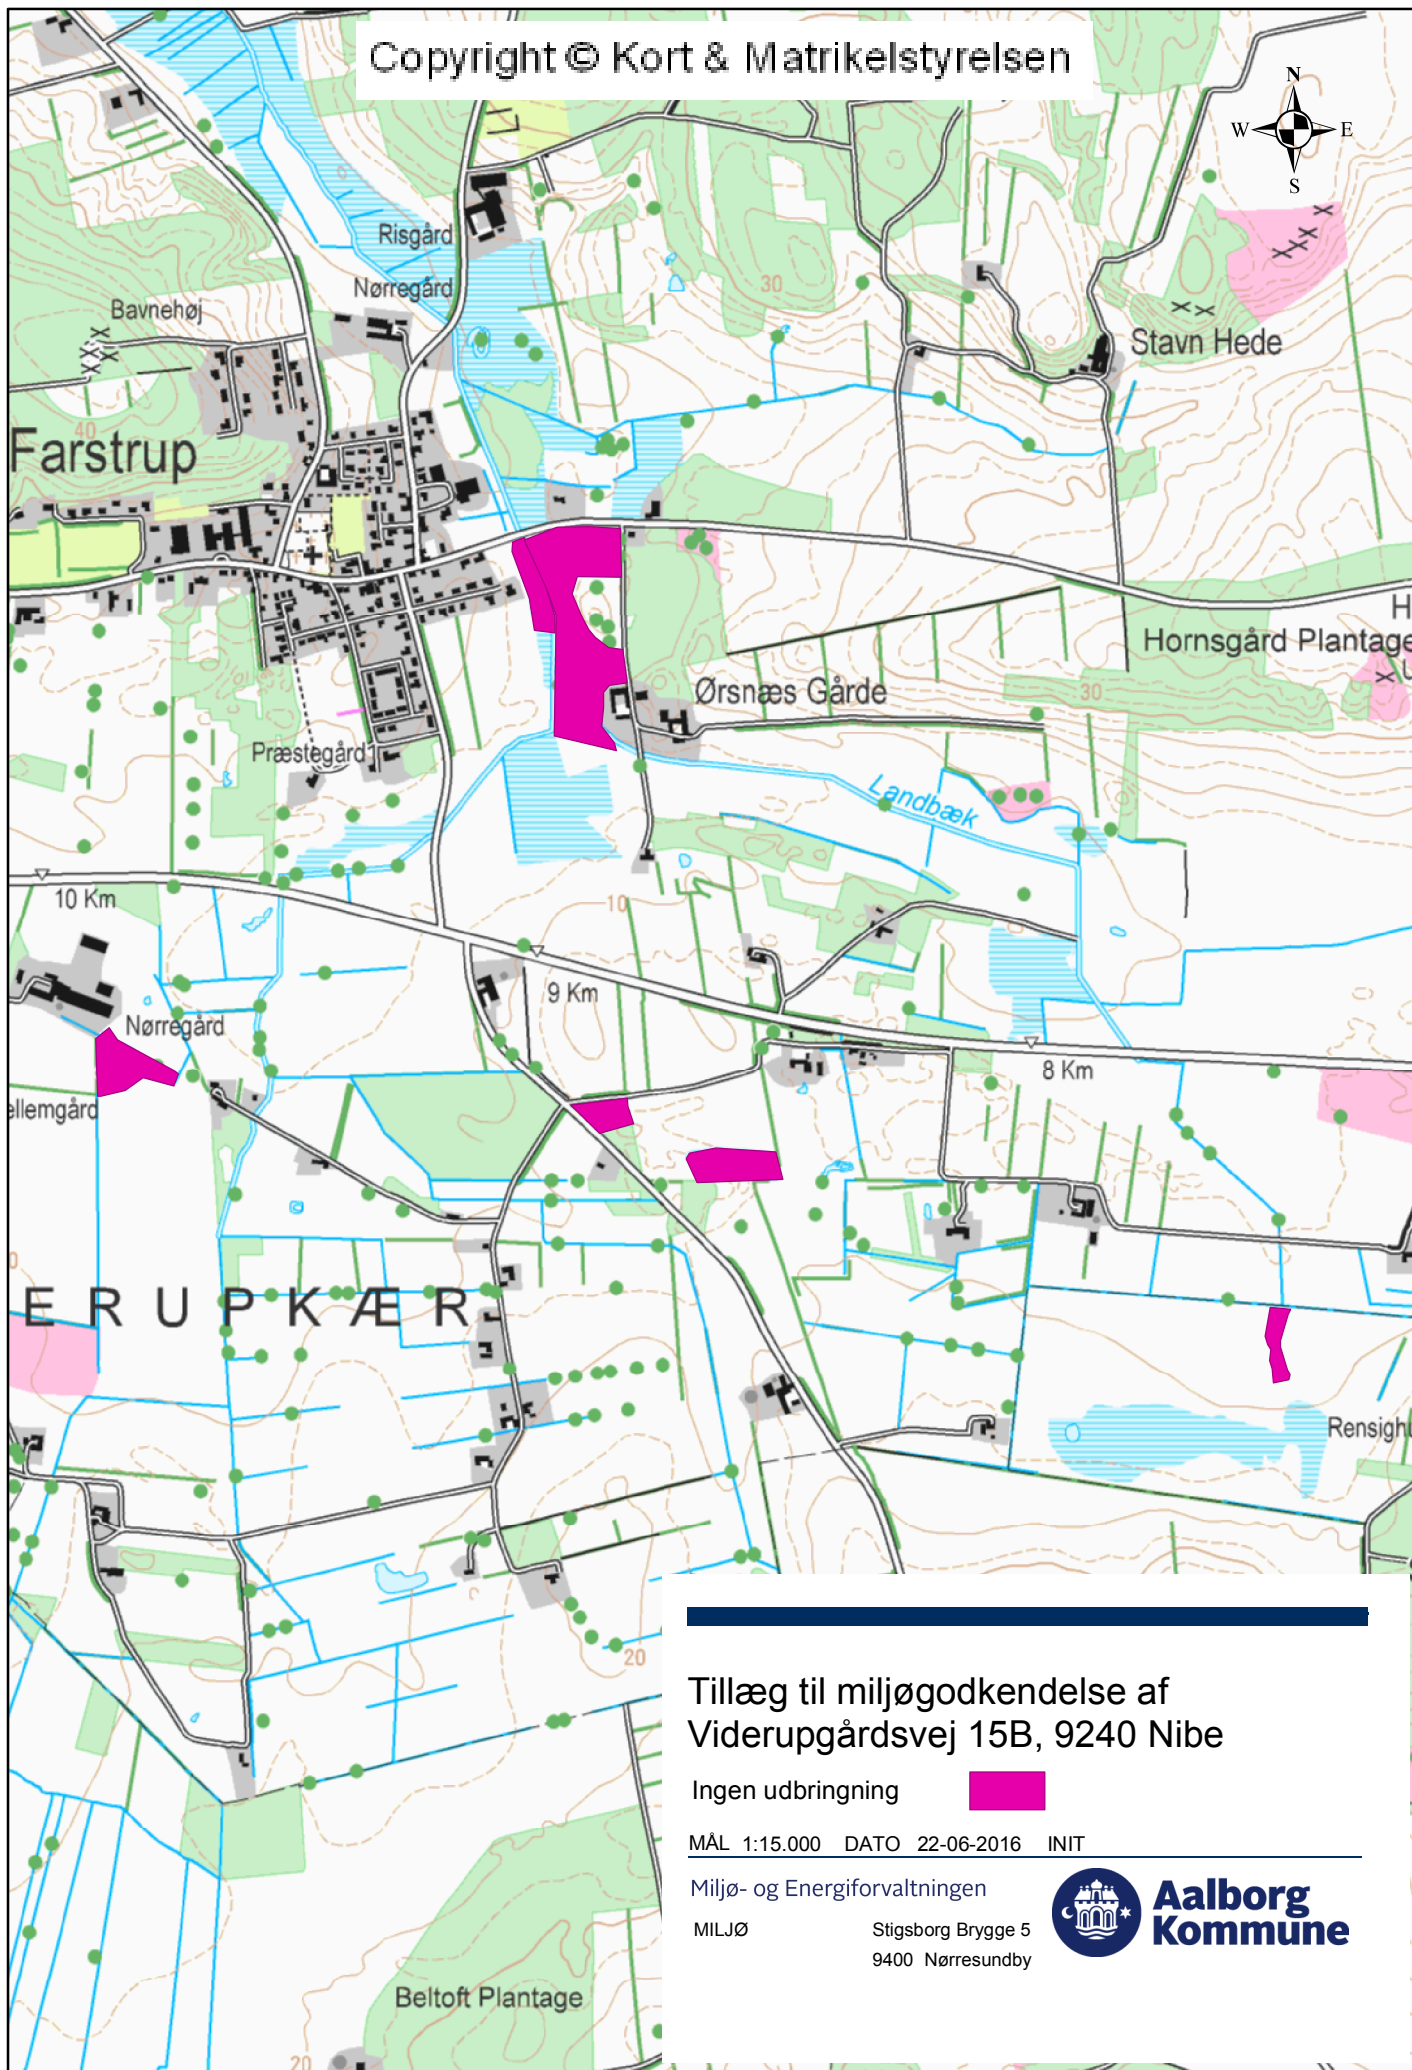 Copyright © Kort & Matrikelstyrelsen
N
W E
S
Risgård
Nørregård
30
Bavnehøj
Stavn Hede
40
Farstrup
H
Hornsgård Plantage
Ørsnæs Gårde
30
Præstegård
Landbæk
10 Km
10
9 Km
Nørregård
8 Km
ellemgård
ERUPKÆR
Rensighu
20
Tillæg til miljøgodkendelse af
Viderupgårdsvej 15B, 9240 Nibe
Ingen udbringning
MÅL 1:15.000 DATO 22-06-2016 INIT
Miljø- og Energiforvaltningen
MILJØ Stigsborg Brygge 5
9400 Nørresundby
Aalborg
Kommune
Beltoft Plantage
20